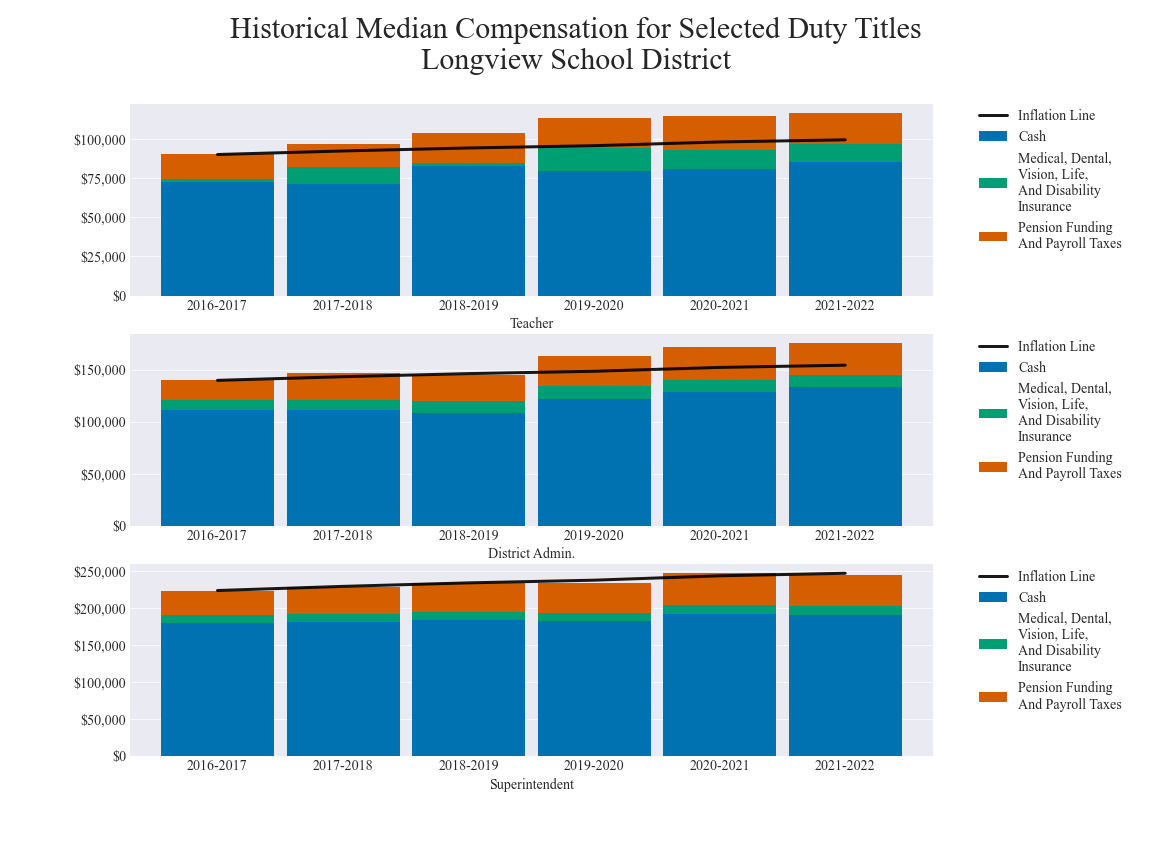 Historical Median Compensation for Selected Duty Titles
Longview School District
$100,000
$75,000
$50,000
$25,000
$0
2016-2017 2017-2018 2018-2019 2019-2020 2020-2021 2021-2022
Teacher
Inflation Line
Cash
Medical, Dental,
Vision, Life,
And Disability
Insurance
Pension Funding
And Payroll Taxes
$150,000
$100,000
$50,000
$0
2016-2017 2017-2018 2018-2019 2019-2020 2020-2021 2021-2022
District Admin.
Inflation Line
Cash
Medical, Dental,
Vision, Life,
And Disability
Insurance
Pension Funding
And Payroll Taxes
$250,000
$200,000
$150,000
$100,000
$50,000
$0
2016-2017 2017-2018 2018-2019 2019-2020 2020-2021 2021-2022
Superintendent
Inflation Line
Cash
Medical, Dental,
Vision, Life,
And Disability
Insurance
Pension Funding
And Payroll Taxes